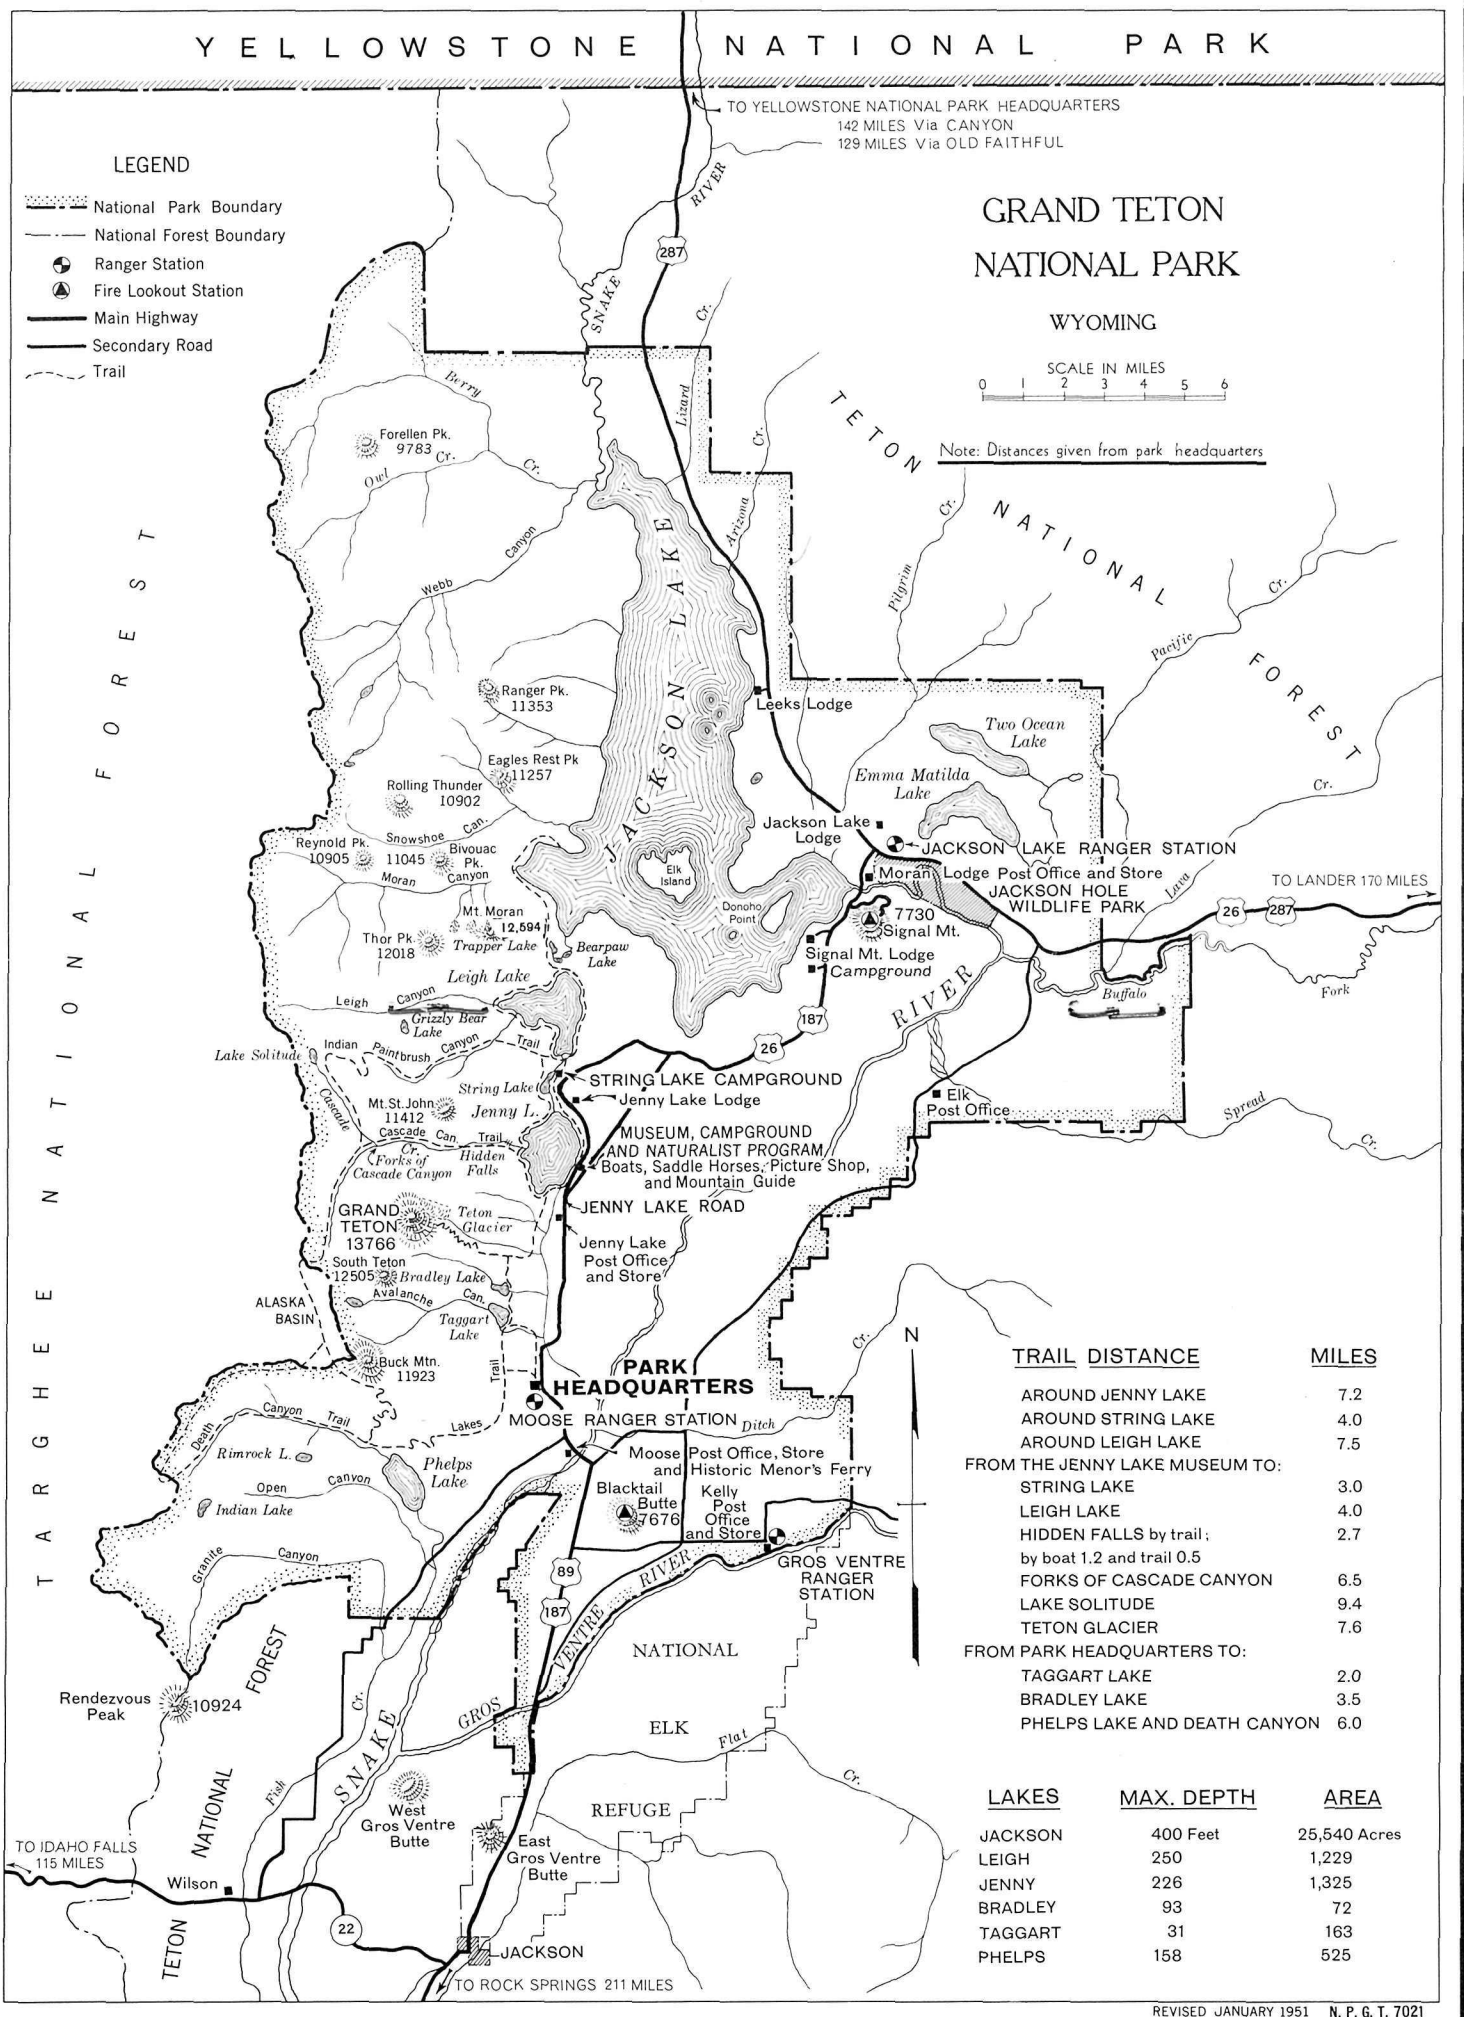 YELLOWSTONE NATIONAL PARK
TO YELLOWSTONE NATIONAL PARK HEADQUARTERS
142 MILES Via CANYON
129 MILES Via OLD FAITHFUL
LEGEND
National Park Boundary
National Forest Boundary
Ranger Station
Fire Lookout Station
Main Highway
Secondary Road
Trail
GRAND TETON
NATIONAL PARK
WYOMING
SCALE IN MILES
0 1 2 3 4 5 6
Note: Distances given from park headquarters
SNAKE RIVER
287
Lizard Cr.
Arizona Cr.
Pilgrim Cr.
Pacific Cr.
Lava Cr.
TETON NATIONAL FOREST
TARGHEE NATIONAL FOREST
Berry
Cr.
Forellen Pk.
9783
Owl Cr.
Webb Canyon
JACKSON LAKE
Ranger Pk.
11353
Leeks Lodge
Two Ocean
Lake
Eagles Rest Pk
11257
Rolling Thunder
10902
Emma Matilda
Lake
Snowshoe Can.
Jackson Lake
Lodge
Reynold Pk.
10905
11045
Bivouac
Pk.
JACKSON LAKE RANGER STATION
Moran Canyon
Elk
Island
Moran Lodge Post Office and Store
JACKSON HOLE
WILDLIFE PARK
TO LANDER 170 MILES
26
287
Donoho
Point
7730
Signal Mt.
Mt. Moran
12,594
Thor Pk.
12018
Trapper Lake
Bearpaw
Lake
Signal Mt. Lodge
Campground
Leigh Lake
Leigh Canyon
Grizzly Bear
Lake
187
RIVER
Buffalo
Fork
26
Lake Solitude
Indian Paintbrush Canyon Trail
String Lake
STRING LAKE CAMPGROUND
Jenny Lake Lodge
Elk
Post Office
Spread Cr.
Mt. St. John
11412
Jenny L.
Cascade
Cr.
Cascade Can. Trail
Forks of
Cascade Canyon
Hidden
Falls
MUSEUM, CAMPGROUND
AND NATURALIST PROGRAM
Boats, Saddle Horses, Picture Shop,
and Mountain Guide
JENNY LAKE ROAD
GRAND
TETON
13766
Teton
Glacier
Jenny Lake
Post Office
and Store
South Teton
12505
Bradley Lake
Avalanche Can.
ALASKA
BASIN
Taggart
Lake
Buck Mtn.
11923
Trail
PARK
HEADQUARTERS
MOOSE RANGER STATION
Ditch
Cr.
N
Death Canyon Trail
Lakes
Rimrock L.
Phelps
Lake
Moose Post Office, Store
and Historic Menor's Ferry
Open Canyon
Indian Lake
Blacktail
Butte
7676
Kelly
Post
Office
and Store
Granite Canyon
89
GROS VENTRE
RANGER
STATION
187
GROS VENTRE RIVER
NATIONAL
ELK
REFUGE
Flat Cr.
Rendezvous
Peak
10924
TETON NATIONAL FOREST
Fish Cr.
SNAKE
West
Gros Ventre
Butte
East
Gros Ventre
Butte
TO IDAHO FALLS
115 MILES
Wilson
22
JACKSON
TO ROCK SPRINGS 211 MILES
TRAIL DISTANCE MILES
AROUND JENNY LAKE 7.2
AROUND STRING LAKE 4.0
AROUND LEIGH LAKE 7.5
FROM THE JENNY LAKE MUSEUM TO:
STRING LAKE 3.0
LEIGH LAKE 4.0
HIDDEN FALLS by trail; 2.7
by boat 1.2 and trail 0.5
FORKS OF CASCADE CANYON 6.5
LAKE SOLITUDE 9.4
TETON GLACIER 7.6
FROM PARK HEADQUARTERS TO:
TAGGART LAKE 2.0
BRADLEY LAKE 3.5
PHELPS LAKE AND DEATH CANYON 6.0
LAKES MAX. DEPTH AREA
JACKSON 400 Feet 25,540 Acres
LEIGH 250 1,229
JENNY 226 1,325
BRADLEY 93 72
TAGGART 31 163
PHELPS 158 525
REVISED JANUARY 1951 N. P. G. T. 7021